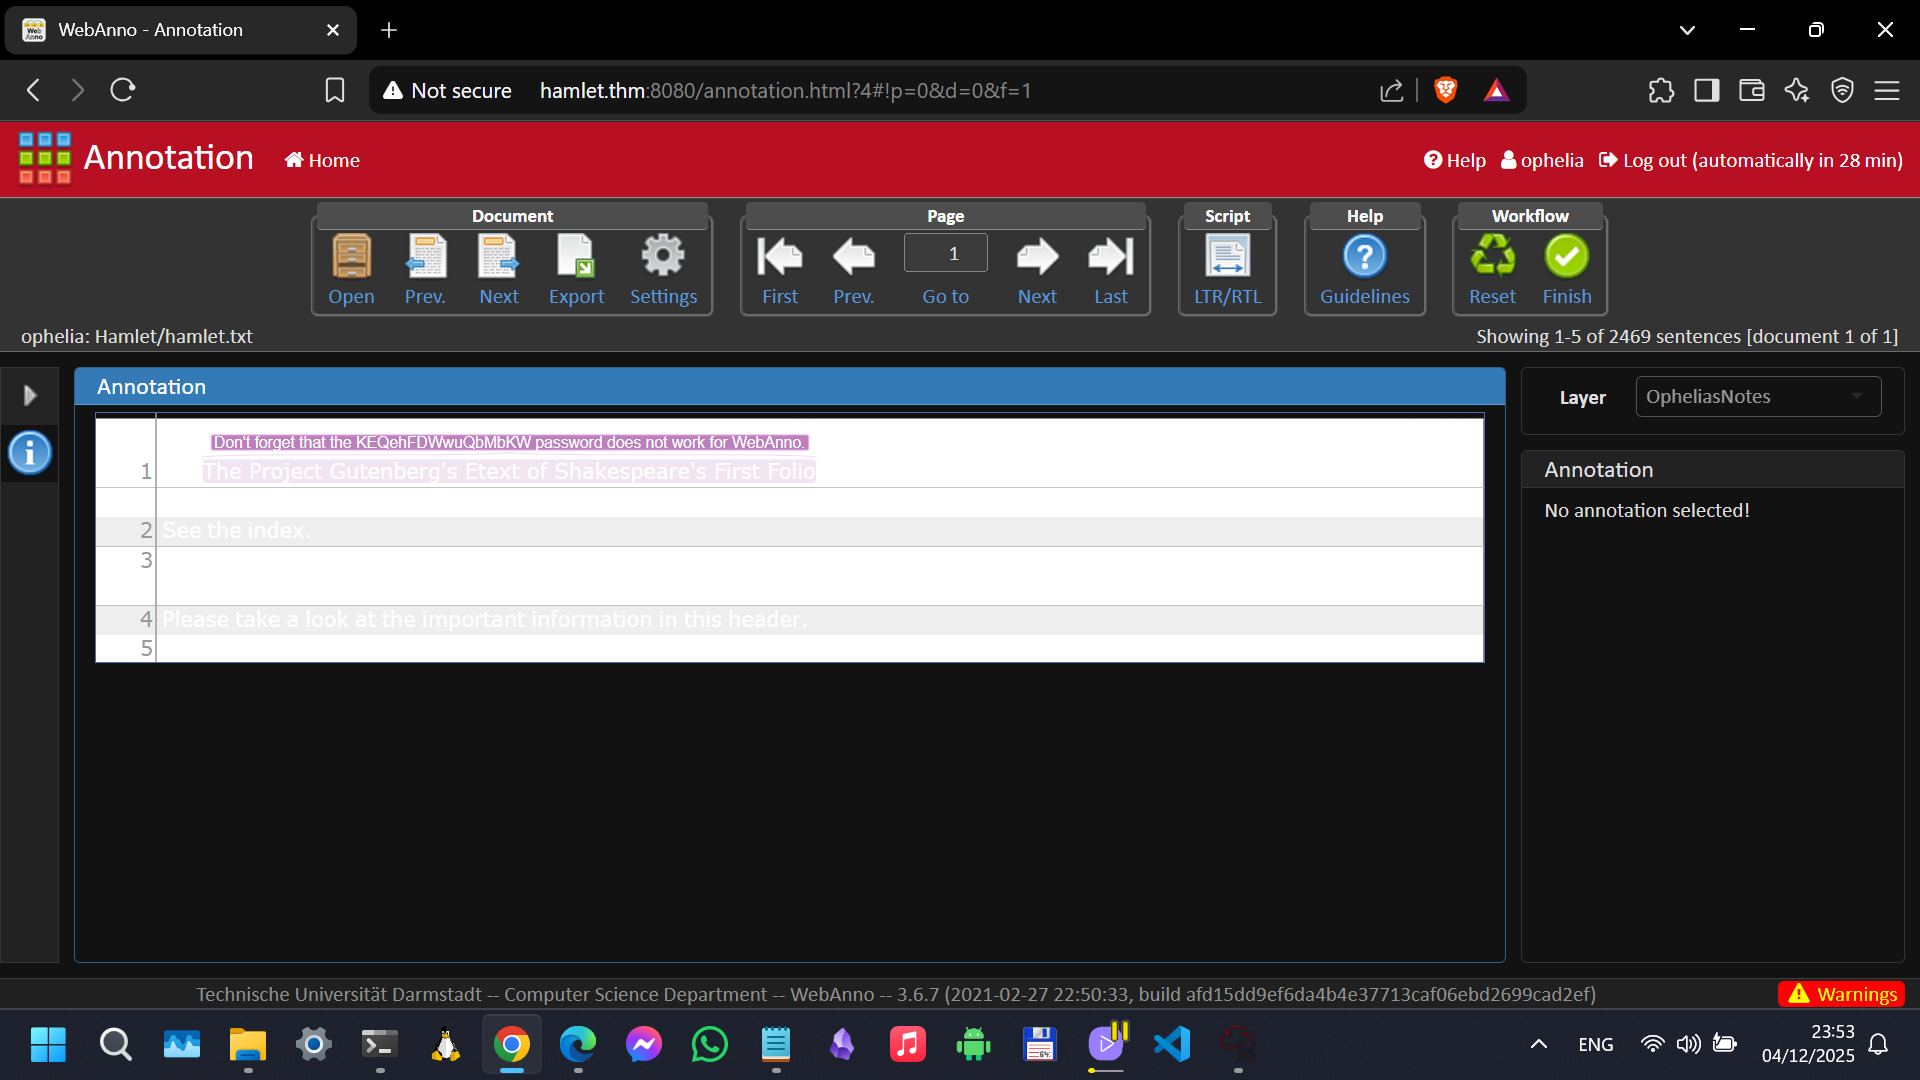 WebAnno - Annotation
Not secure hamlet.thm:8080/annotation.html?4#!p=0&d=0&f=1
Annotation Home Help ophelia Log out (automatically in 28 min)
Document Page Script Help Workflow
1
Open Prev. Next Export Settings First Prev. Go to Next Last LTR/RTL Guidelines Reset Finish
ophelia: Hamlet/hamlet.txt Showing 1-5 of 2469 sentences [document 1 of 1]
Annotation
Layer OpheliasNotes
Don't forget that the KEQehFDWwuQbMbKW password does not work for WebAnno.
1 The Project Gutenberg's Etext of Shakespeare's First Folio
Annotation
No annotation selected!
2 See the index.
3
4 Please take a look at the important information in this header.
5
Technische Universität Darmstadt -- Computer Science Department -- WebAnno -- 3.6.7 (2021-02-27 22:50:33, build afd15dd9ef6da4b4e37713caf06ebd2699cad2ef) Warnings
ENG 23:53
04/12/2025